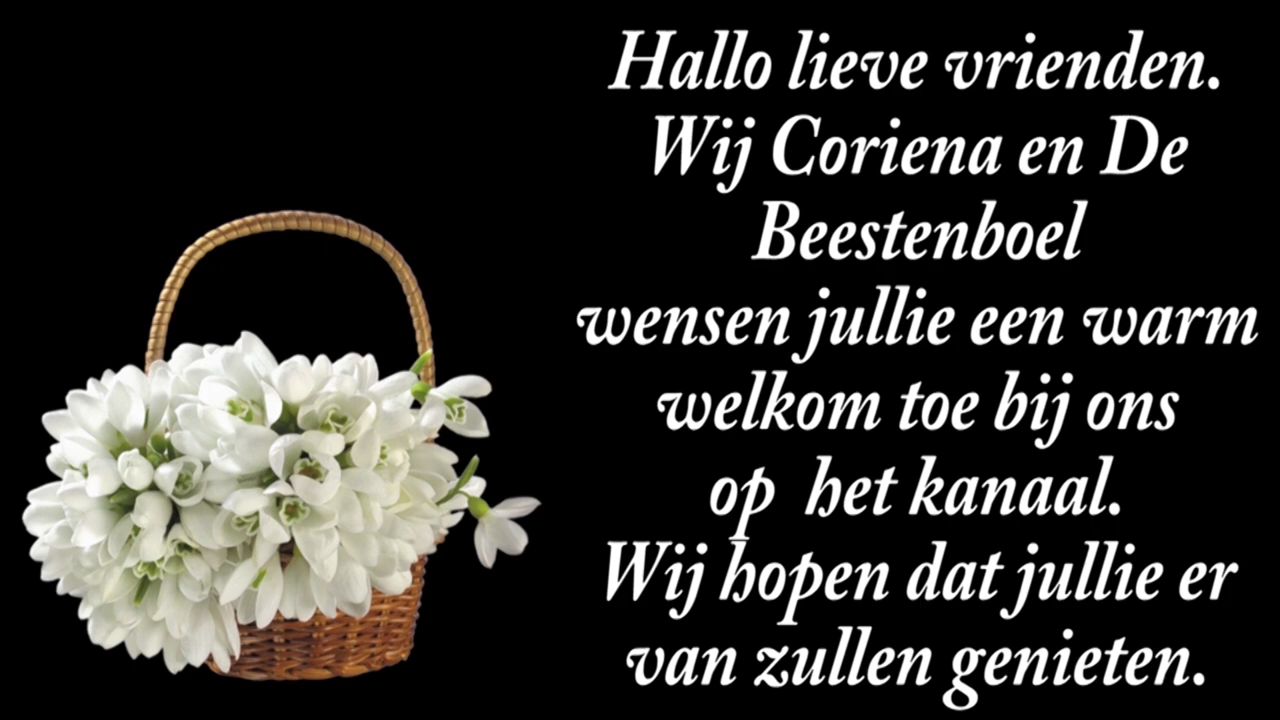 Hallo lieve vrienden.
Wij Coriena en De
Beestenboel
wensen jullie een warm
welkom toe bij ons
op het kanaal.
Wij hopen dat jullie er
van zullen genieten.